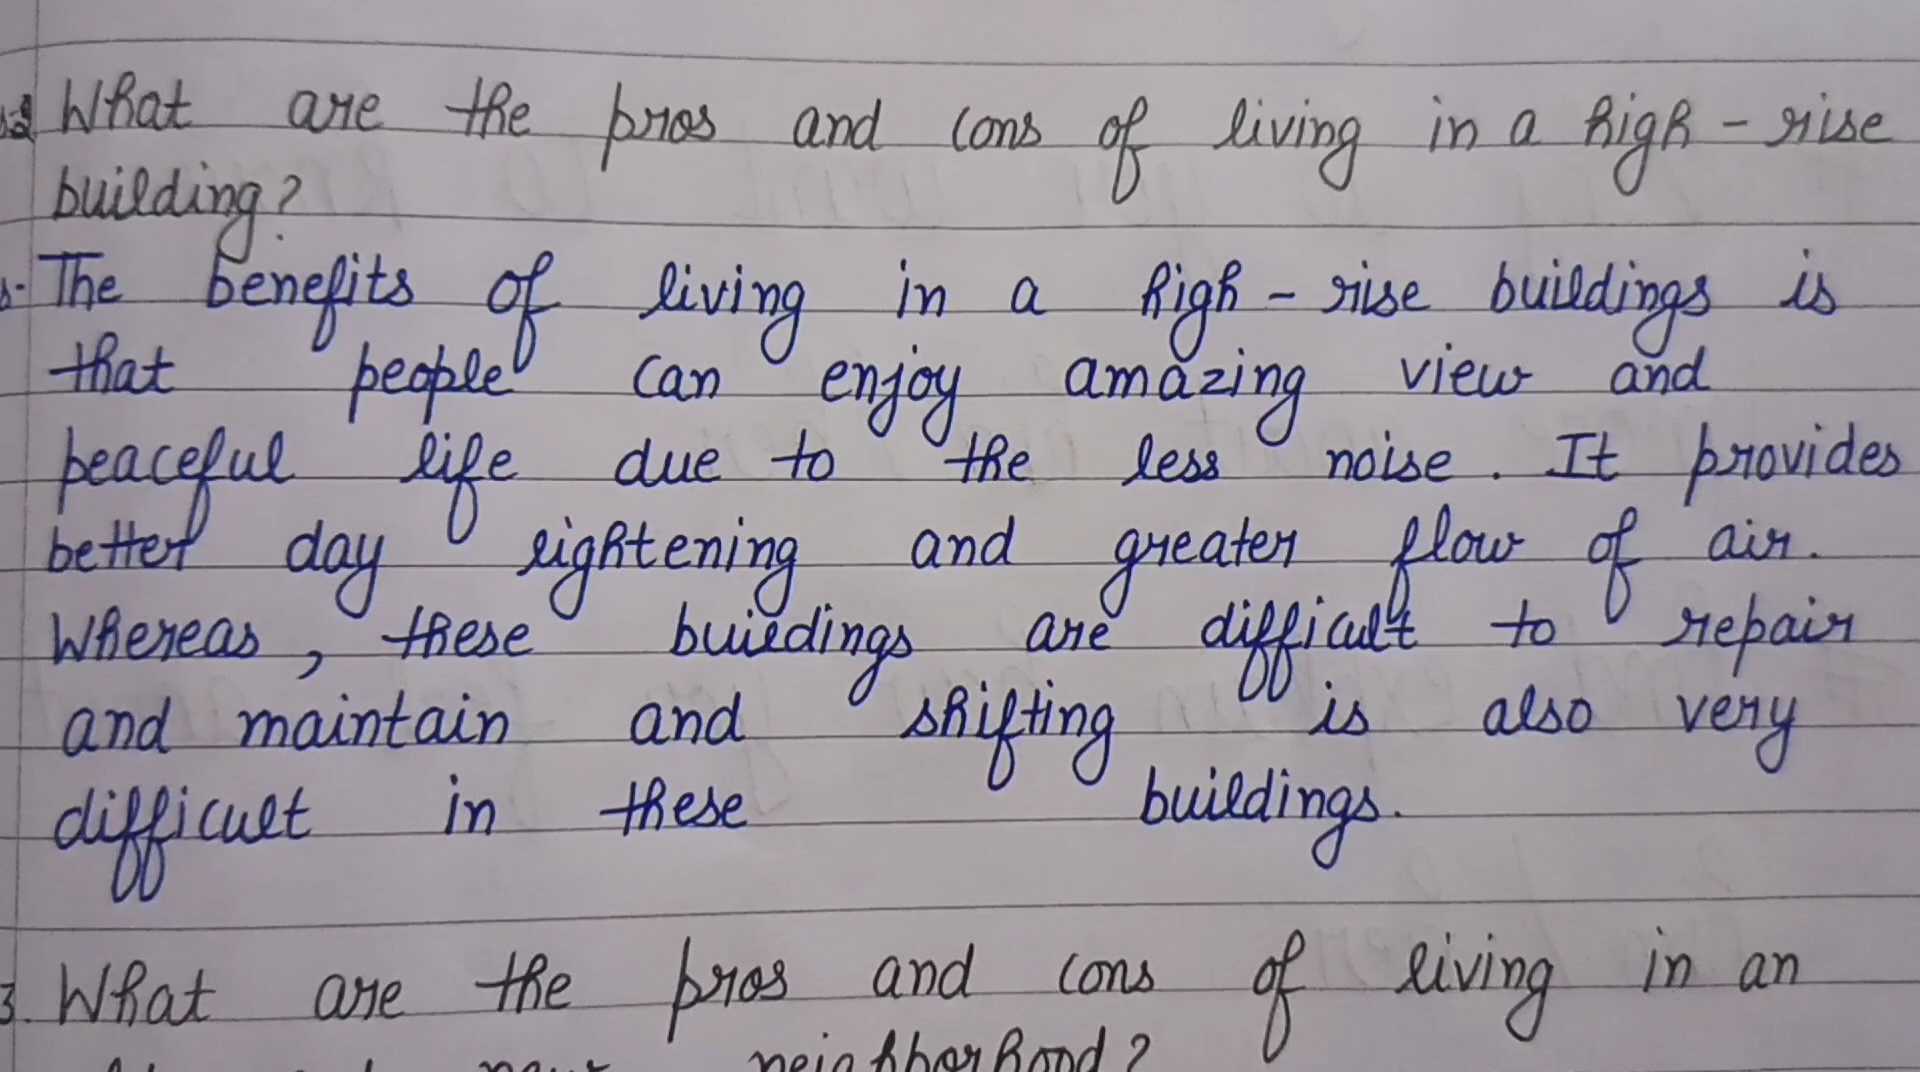 What are the pros and cons of living in a high-rise
building?
The benefits of living in a high-rise buildings is
that people can enjoy amazing view and
peaceful life due to the less noise. It provides
better day lightening and greater flow of air.
Whereas, these buildings are difficult to repair
and maintain and shifting is also very
difficult in these buildings.
3. What are the pros and cons of living in an
neighborhood?